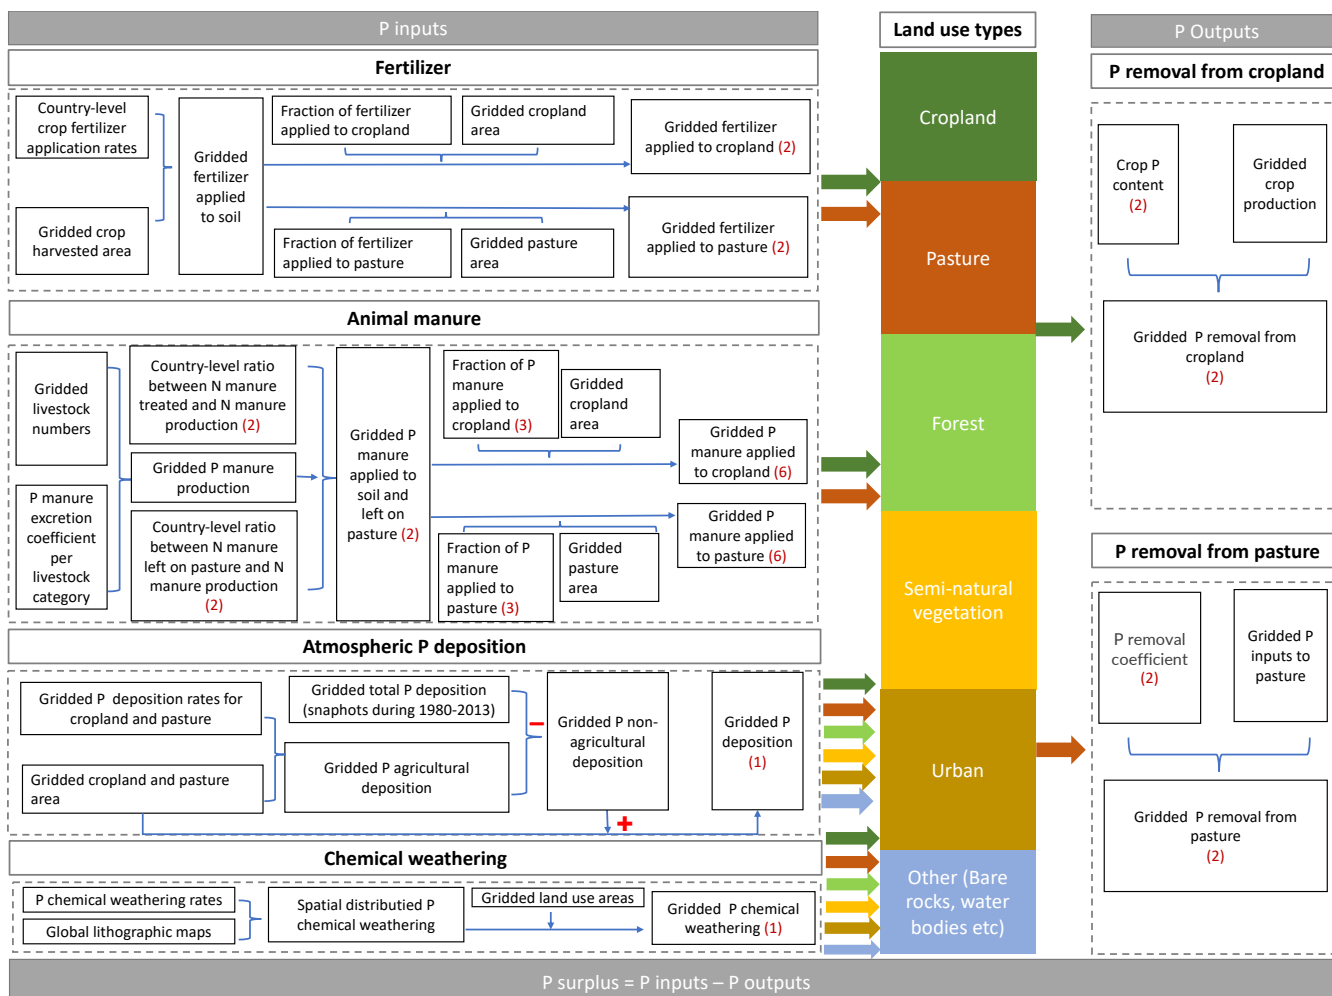 P inputs
Fertilizer
Country-level
crop fertilizer
application rates
Gridded crop
harvested area
Gridded
fertilizer
applied
to soil
Fraction of fertilizer
applied to cropland
Gridded cropland
area
Gridded fertilizer
applied to cropland (2)
Fraction of fertilizer
applied to pasture
Gridded pasture
area
Gridded fertilizer
applied to pasture (2)
Animal manure
Gridded
livestock
numbers
P manure
excretion
coefficient
per
livestock
category
Country-level ratio
between N manure
treated and N manure
production (2)
Gridded P manure
production
Country-level ratio
between N manure
left on pasture and N
manure production
(2)
Gridded P
manure
applied to
soil and
left on
pasture (2)
Fraction of P
manure
applied to
cropland (3)
Gridded
cropland
area
Gridded P
manure applied
to cropland (6)
Fraction of P
manure
applied to
pasture (3)
Gridded
pasture
area
Gridded P
manure applied
to pasture (6)
Atmospheric P deposition
Gridded P deposition rates for
cropland and pasture
Gridded cropland and pasture
area
Gridded total P deposition
(snaphots during 1980-2013)
Gridded P agricultural
deposition
–
Gridded P non-
agricultural
deposition
+
Gridded P
deposition
(1)
Chemical weathering
P chemical weathering rates
Global lithographic maps
Spatial distributied P
chemical weathering
Gridded land use areas
Gridded P chemical
weathering (1)
Land use types
Cropland
Pasture
Forest
Semi-natural
vegetation
Urban
Other (Bare
rocks, water
bodies etc)
P Outputs
P removal from cropland
Crop P
content
(2)
Gridded
crop
production
Gridded P removal from
cropland
(2)
P removal from pasture
P removal
coefficient
(2)
Gridded P
inputs to
pasture
Gridded P removal from
pasture
(2)
P surplus = P inputs – P outputs